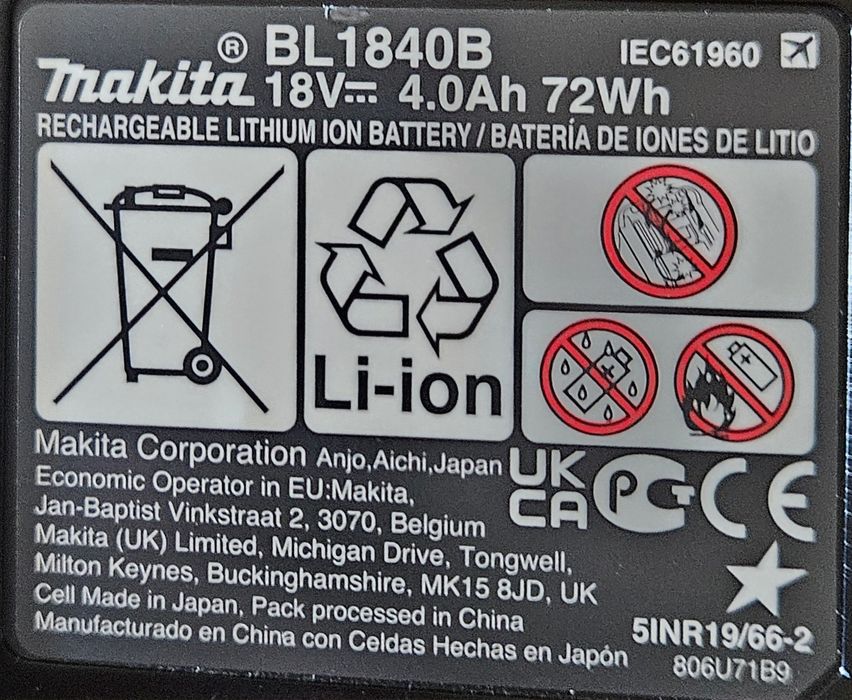 makita® BL1840B IEC61960
18V⎓ 4.0Ah 72Wh
RECHARGEABLE LITHIUM ION BATTERY / BATERÍA DE IONES DE LITIO
Li-ion
Makita Corporation Anjo,Aichi,Japan
Economic Operator in EU:Makita,
Jan-Baptist Vinkstraat 2, 3070, Belgium
Makita (UK) Limited, Michigan Drive, Tongwell,
Milton Keynes, Buckinghamshire, MK15 8JD, UK
Cell Made in Japan, Pack processed in China
Manufacturado en China con Celdas Hechas en Japón
UK
CA
PCT
CE
5INR19/66-2
806U71B9